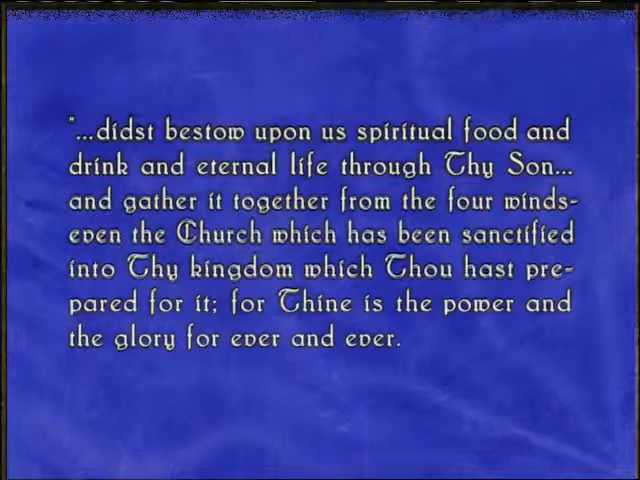 "...didst bestow upon us spiritual food and
drink and eternal life through Thy Son...
and gather it together from the four winds-
even the Church which has been sanctified
into Thy kingdom which Thou hast pre-
pared for it; for Thine is the power and
the glory for ever and ever.